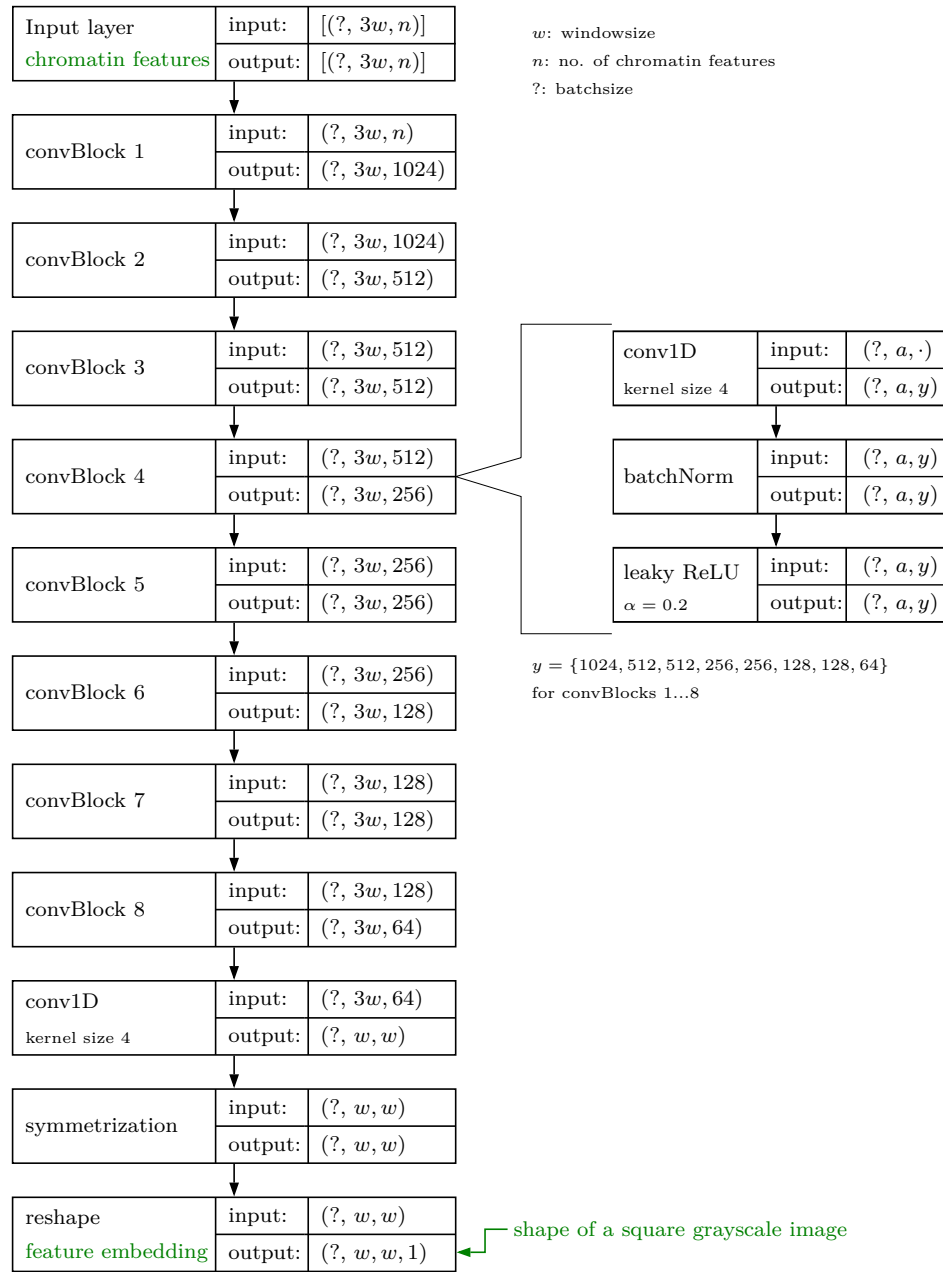 Input layer
chromatin features
input: [(?, 3w, n)]
output: [(?, 3w, n)]
w: windowsize
n: no. of chromatin features
?: batchsize
convBlock 1
input: (?, 3w, n)
output: (?, 3w, 1024)
convBlock 2
input: (?, 3w, 1024)
output: (?, 3w, 512)
convBlock 3
input: (?, 3w, 512)
output: (?, 3w, 512)
convBlock 4
input: (?, 3w, 512)
output: (?, 3w, 256)
convBlock 5
input: (?, 3w, 256)
output: (?, 3w, 256)
convBlock 6
input: (?, 3w, 256)
output: (?, 3w, 128)
convBlock 7
input: (?, 3w, 128)
output: (?, 3w, 128)
convBlock 8
input: (?, 3w, 128)
output: (?, 3w, 64)
conv1D
kernel size 4
input: (?, 3w, 64)
output: (?, w, w)
symmetrization
input: (?, w, w)
output: (?, w, w)
reshape
feature embedding
input: (?, w, w)
output: (?, w, w, 1)
shape of a square grayscale image
conv1D
kernel size 4
input: (?, a, ·)
output: (?, a, y)
batchNorm
input: (?, a, y)
output: (?, a, y)
leaky ReLU
α = 0.2
input: (?, a, y)
output: (?, a, y)
y = {1024, 512, 512, 256, 256, 128, 128, 64}
for convBlocks 1...8